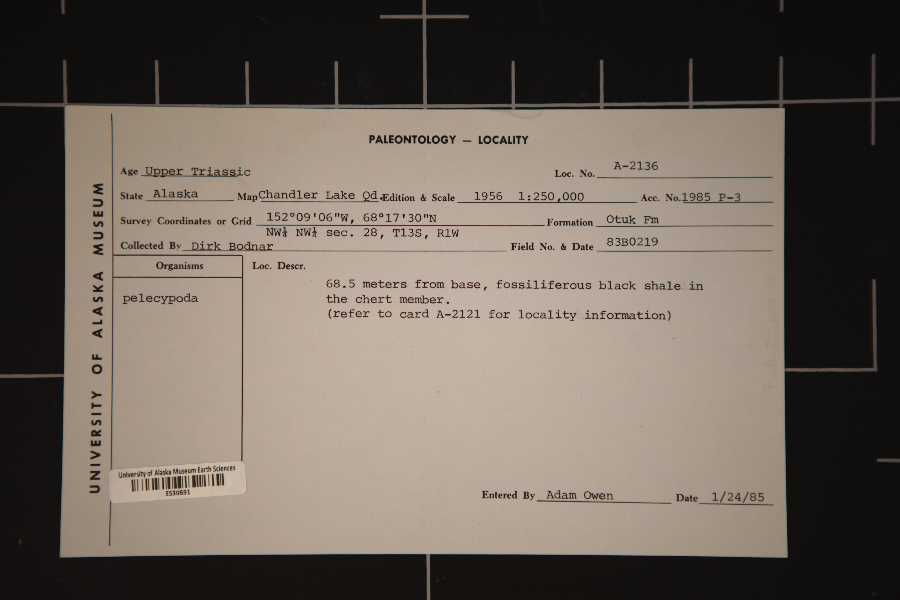 PALEONTOLOGY — LOCALITY
Age Upper Triassic Loc. No. A-2136
State Alaska Map Chandler Lake Qd. Edition & Scale 1956 1:250,000 Acc. No. 1985 P-3
Survey Coordinates or Grid 152°09'06"W, 68°17'30"N Formation Otuk Fm
NW¼ NW¼ sec. 28, T13S, R1W
Collected By Dirk Bodnar Field No. & Date 83B0219
Organisms Loc. Descr.
pelecypoda
68.5 meters from base, fossiliferous black shale in
the chert member.
(refer to card A-2121 for locality information)
UNIVERSITY OF ALASKA MUSEUM
University of Alaska Museum Earth Sciences
ES30691
Entered By Adam Owen Date 1/24/85